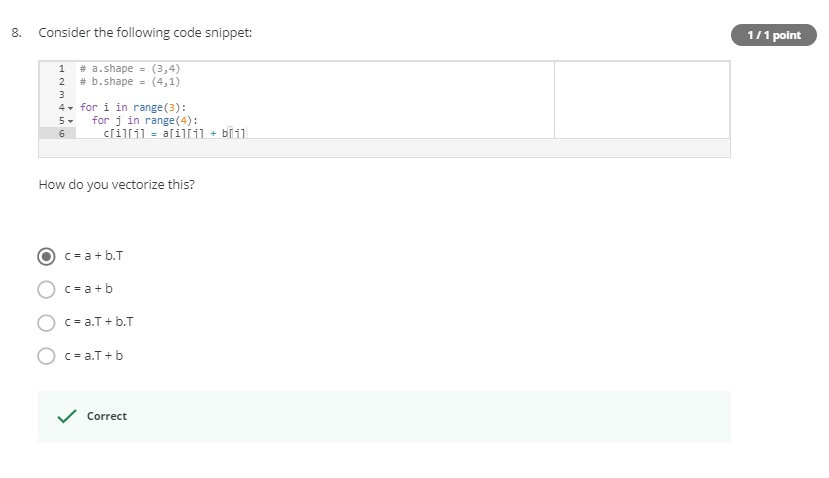 8. Consider the following code snippet:
1/1 point
1 # a.shape = (3,4)
2 # b.shape = (4,1)
3
4 for i in range(3):
5 for j in range(4):
6 c[i][j] = a[i][j] + b[j]
How do you vectorize this?
c = a + b.T
c = a + b
c = a.T + b.T
c = a.T + b
Correct